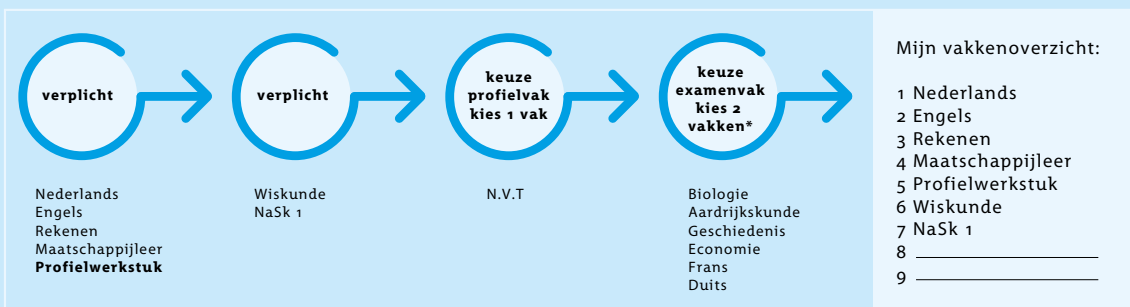 verplicht
Nederlands
Engels
Rekenen
Maatschappijleer
Profielwerkstuk
verplicht
Wiskunde
NaSk 1
keuze
profielvak
kies 1 vak
N.V.T
keuze
examenvak
kies 2
vakken*
Biologie
Aardrijkskunde
Geschiedenis
Economie
Frans
Duits
Mijn vakkenoverzicht:
1 Nederlands
2 Engels
3 Rekenen
4 Maatschappijleer
5 Profielwerkstuk
6 Wiskunde
7 NaSk 1
8
9